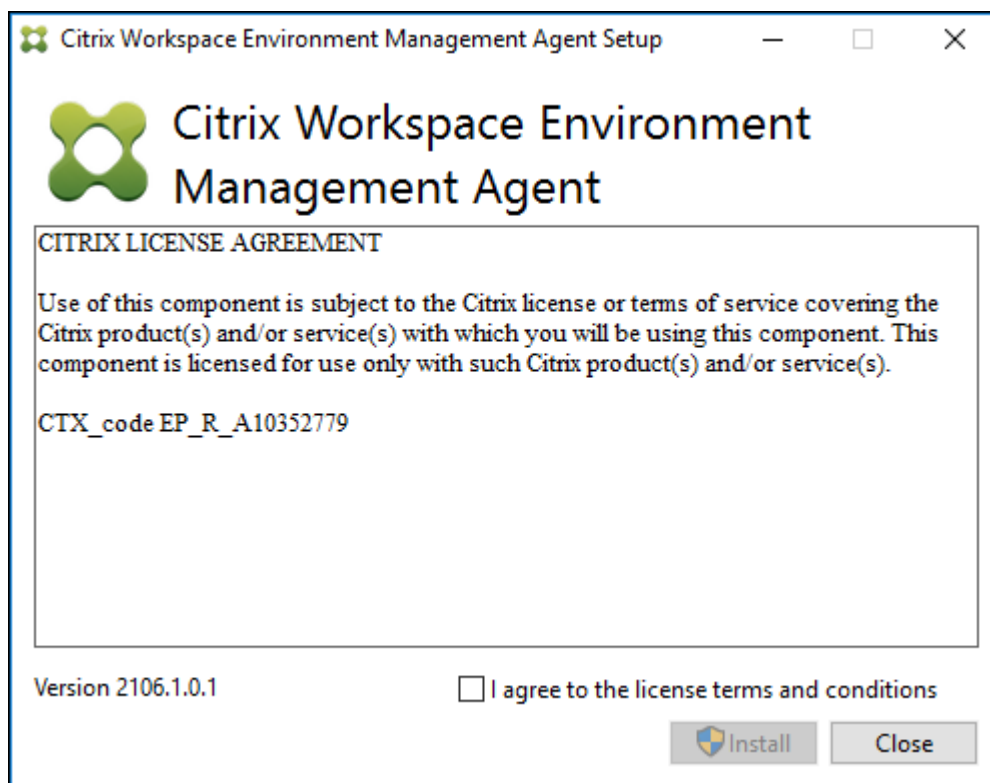 Citrix Workspace Environment Management Agent Setup
Citrix Workspace Environment
Management Agent
CITRIX LICENSE AGREEMENT
Use of this component is subject to the Citrix license or terms of service covering the
Citrix product(s) and/or service(s) with which you will be using this component. This
component is licensed for use only with such Citrix product(s) and/or service(s).
CTX_code EP_R_A10352779
Version 2106.1.0.1
I agree to the license terms and conditions
Install
Close